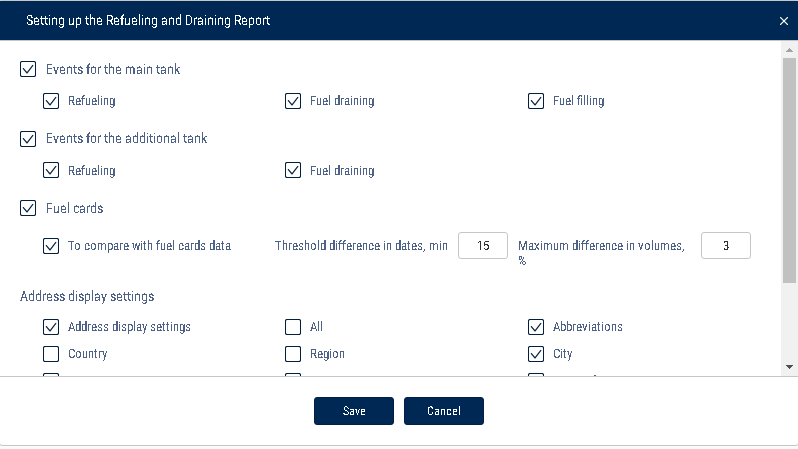 Setting up the Refueling and Draining Report
Events for the main tank
Refueling
Fuel draining
Fuel filling
Events for the additional tank
Refueling
Fuel draining
Fuel cards
To compare with fuel cards data
Threshold difference in dates, min
15
Maximum difference in volumes,
%
3
Address display settings
Address display settings
All
Abbreviations
Country
Region
City
Save
Cancel